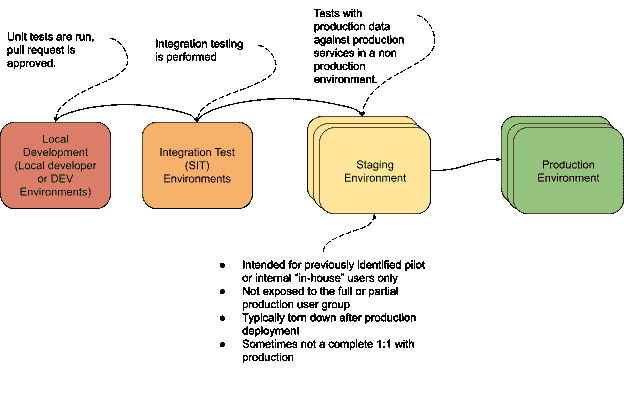 Unit tests are run,
pull request is
approved.
Integration testing
is performed
Tests with
production data
against production
services in a non
production
environment.
Local
Development
(Local developer
or DEV
Environments)
Integration Test
(SIT)
Environments
Staging
Environment
Production
Environment
● Intended for previously identified pilot
or internal “in-house” users only
● Not exposed to the full or partial
production user group
● Typically torn down after production
deployment
● Sometimes not a complete 1:1 with
production